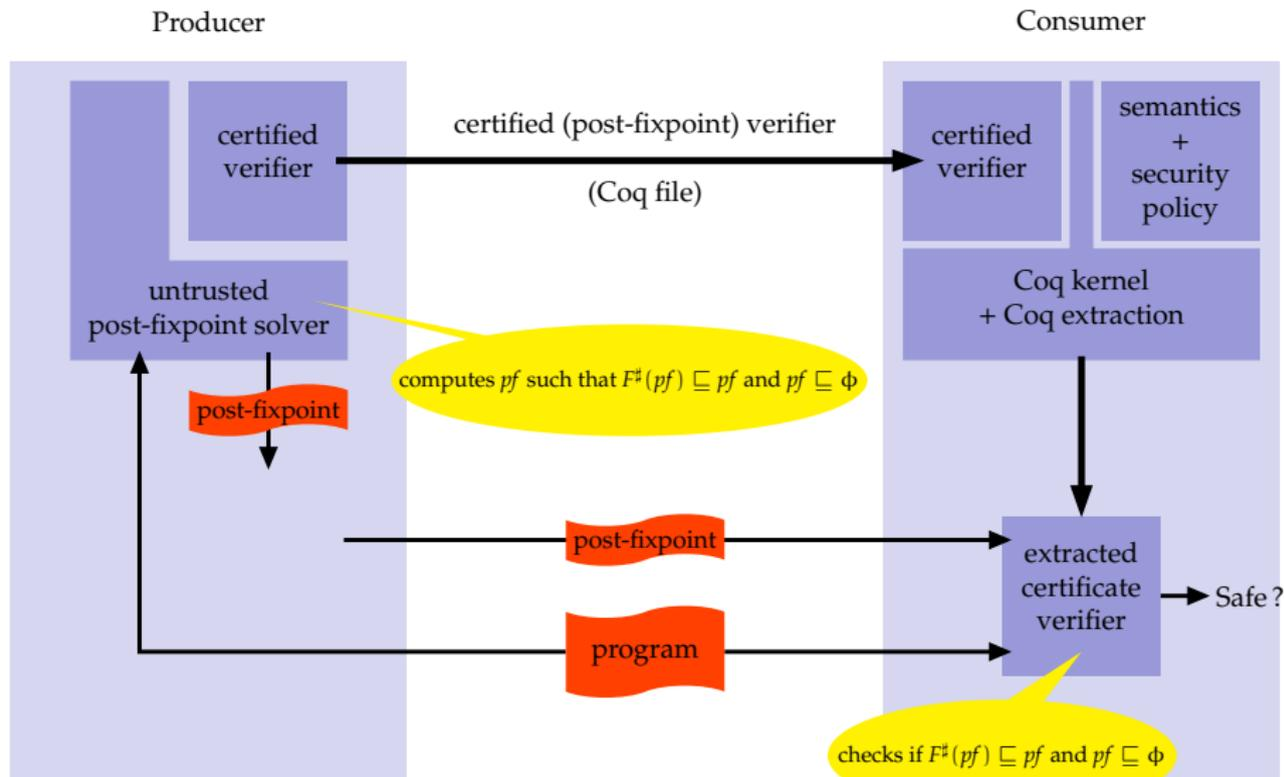 Producer
Consumer
certified
verifier
certified (post-fixpoint) verifier
(Coq file)
certified
verifier
semantics
+
security
policy
untrusted
post-fixpoint solver
Coq kernel
+ Coq extraction
computes pf such that F♯(pf) ⊑ pf and pf ⊑ ϕ
post-fixpoint
post-fixpoint
extracted
certificate
verifier
Safe ?
program
checks if F♯(pf) ⊑ pf and pf ⊑ ϕ